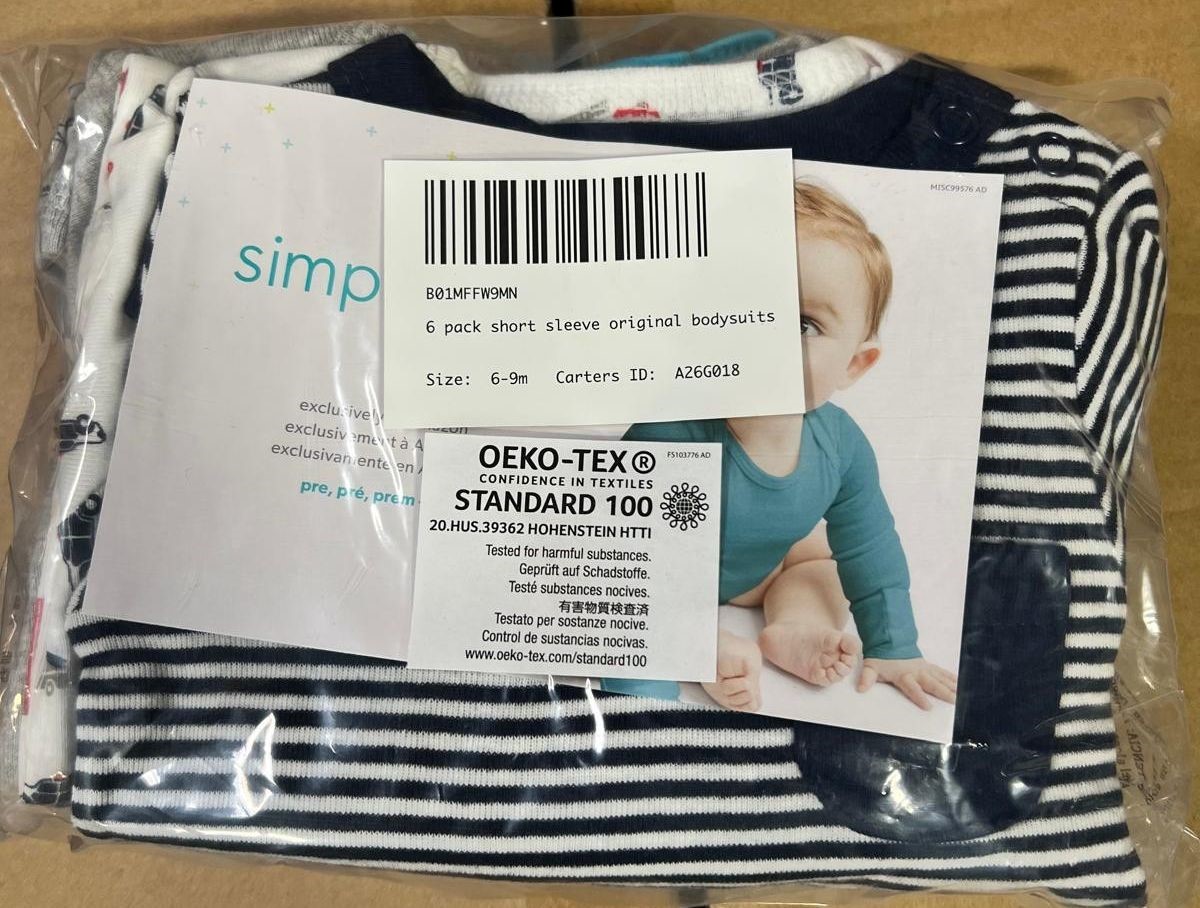 MISC99576 AD
simp
B01MFFW9MN
6 pack short sleeve original bodysuits
Size: 6-9m Carters ID: A26G018
exclusively
exclusivement à A
exclusivamente en
pre, pré, prem
OEKO-TEX®
FS103776 AD
CONFIDENCE IN TEXTILES
STANDARD 100
20.HUS.39362 HOHENSTEIN HTTI
Tested for harmful substances.
Geprüft auf Schadstoffe.
Testé substances nocives.
有害物質検査済
Testato per sostanze nocive.
Control de sustancias nocivas.
www.oeko-tex.com/standard100